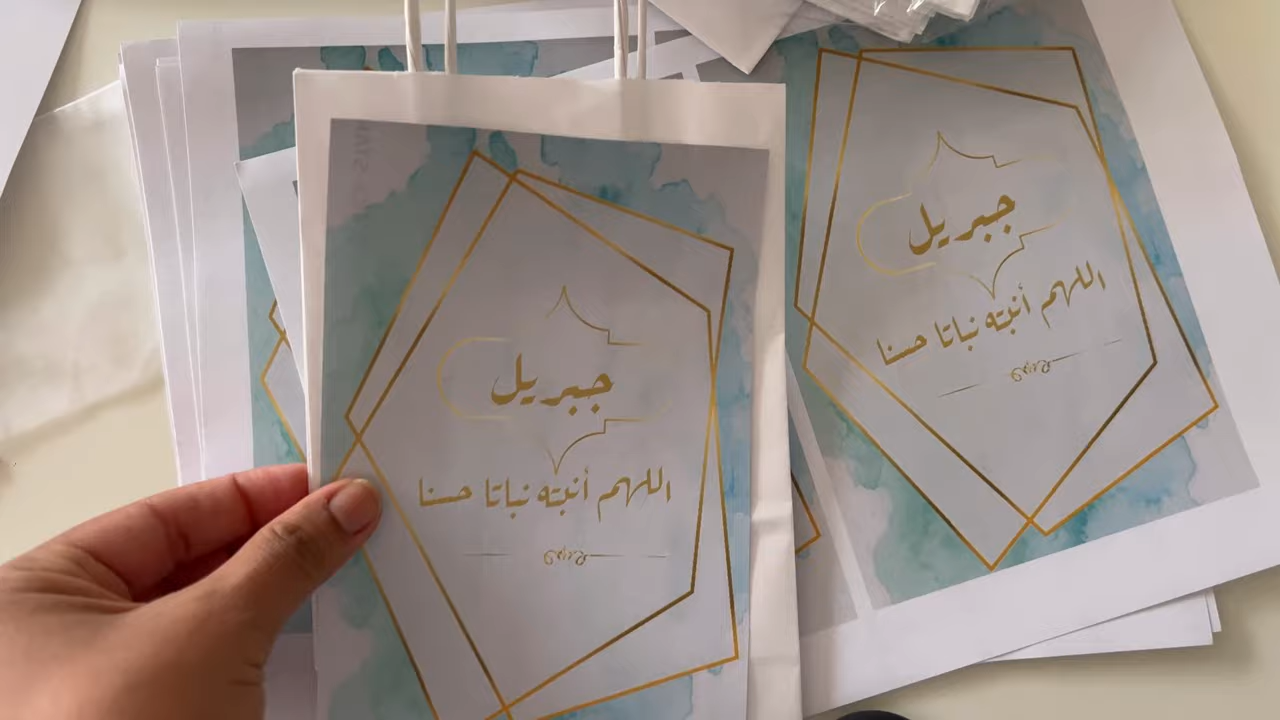 جبريل
اللهم أنبته نباتا حسنا
جبريل
اللهم أنبته نباتا حسنا